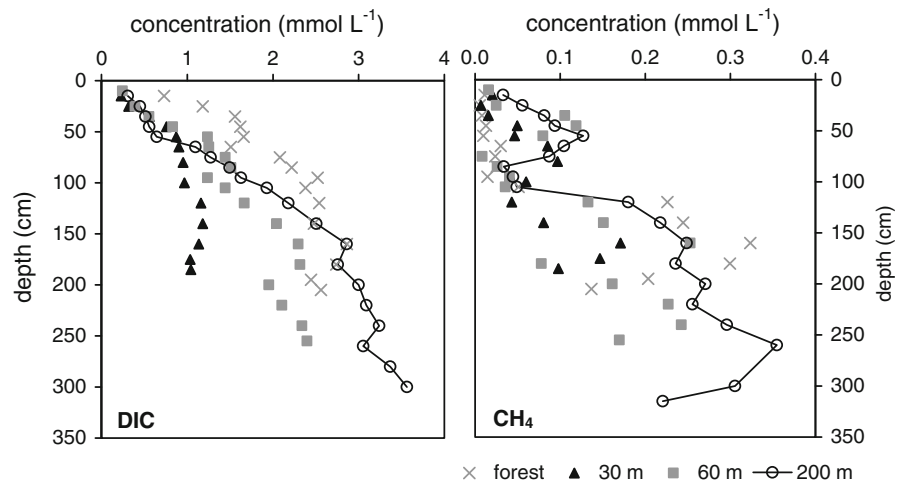 concentration (mmol L-1)
concentration (mmol L-1)
0 1 2 3 4
0.0 0.1 0.2 0.3 0.4
0
50
100
150
200
250
300
350
depth (cm)
DIC
0
50
100
150
200
250
300
350
depth (cm)
CH4
forest 30 m 60 m 200 m